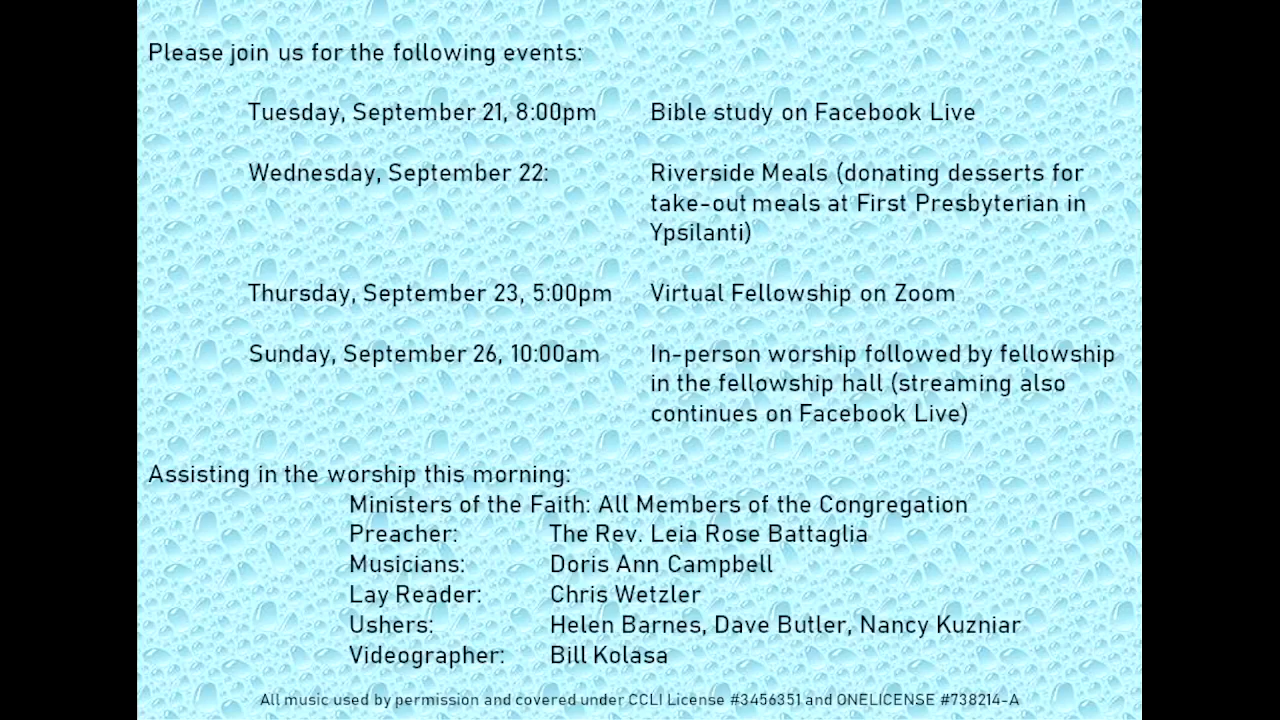 Please join us for the following events:
Tuesday, September 21, 8:00pm Bible study on Facebook Live
Wednesday, September 22: Riverside Meals (donating desserts for
take-out meals at First Presbyterian in
Ypsilanti)
Thursday, September 23, 5:00pm Virtual Fellowship on Zoom
Sunday, September 26, 10:00am In-person worship followed by fellowship
in the fellowship hall (streaming also
continues on Facebook Live)
Assisting in the worship this morning:
Ministers of the Faith: All Members of the Congregation
Preacher: The Rev. Leia Rose Battaglia
Musicians: Doris Ann Campbell
Lay Reader: Chris Wetzler
Ushers: Helen Barnes, Dave Butler, Nancy Kuzniar
Videographer: Bill Kolasa
All music used by permission and covered under CCLI License #3456351 and ONELICENSE #738214-A